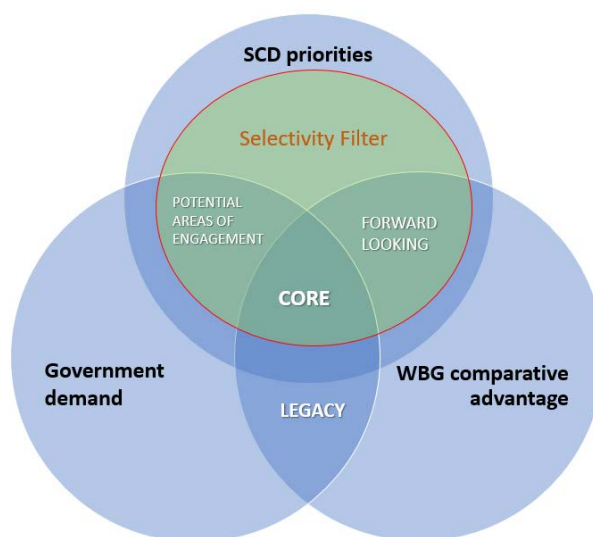 SCD priorities
Selectivity Filter
POTENTIAL
AREAS OF
ENGAGEMENT
FORWARD
LOOKING
CORE
Government
demand
WBG comparative
advantage
LEGACY